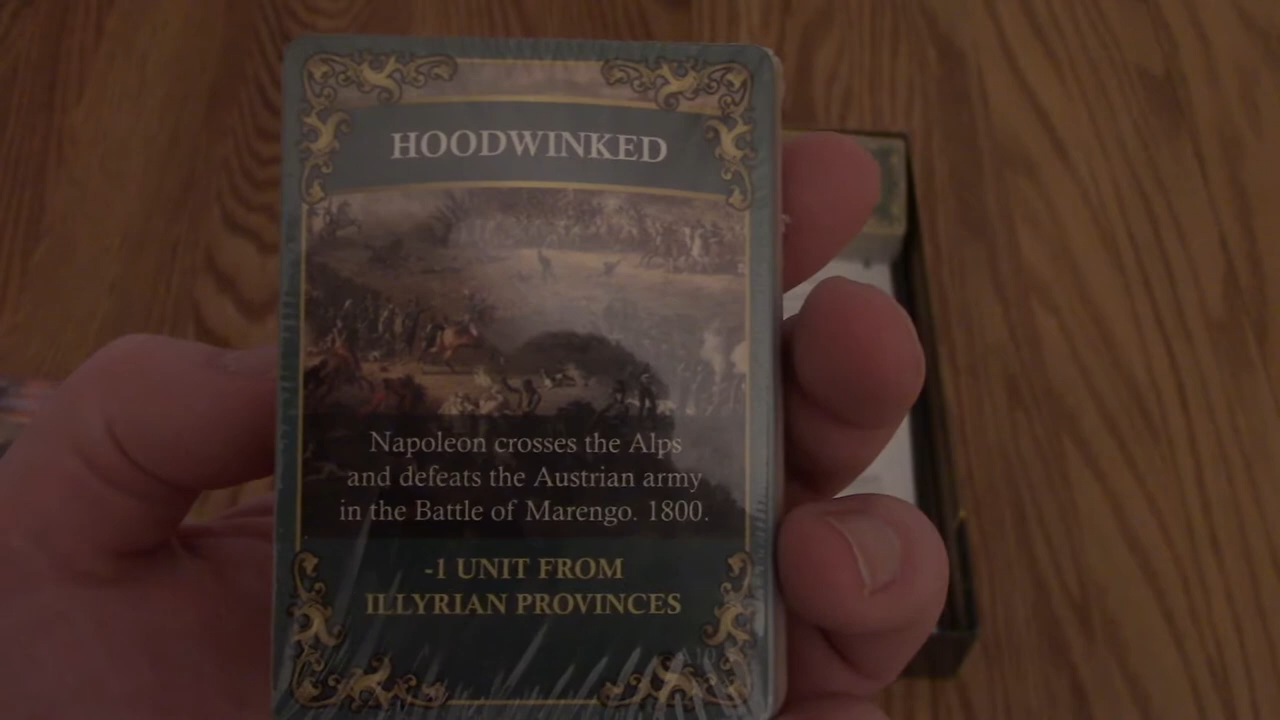 HOODWINKED
Napoleon crosses the Alps
and defeats the Austrian army
in the Battle of Marengo. 1800.
-1 UNIT FROM
ILLYRIAN PROVINCES